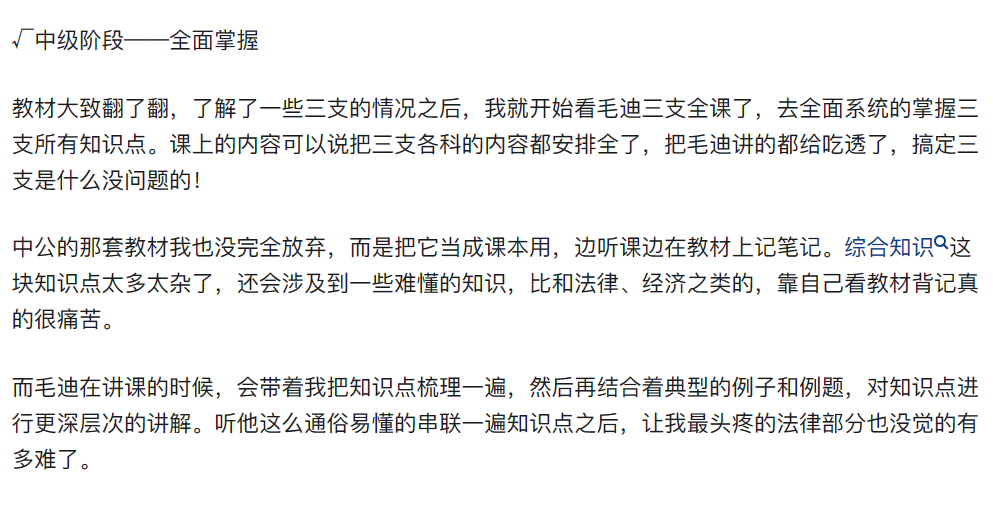 √中级阶段——全面掌握
教材大致翻了翻，了解了一些三支的情况之后，我就开始看毛迪三支全课了，去全面系统的掌握三
支所有知识点。课上的内容可以说把三支各科的内容都安排全了，把毛迪讲的都给吃透了，搞定三
支是什么没问题的！
中公的那套教材我也没完全放弃，而是把它当成课本用，边听课边在教材上记笔记。综合知识这
块知识点太多太杂了，还会涉及到一些难懂的知识，比和法律、经济之类的，靠自己看教材背记真
的很痛苦。
而毛迪在讲课的时候，会带着我把知识点梳理一遍，然后再结合着典型的例子和例题，对知识点进
行更深层次的讲解。听他这么通俗易懂的串联一遍知识点之后，让我最头疼的法律部分也没觉的有
多难了。